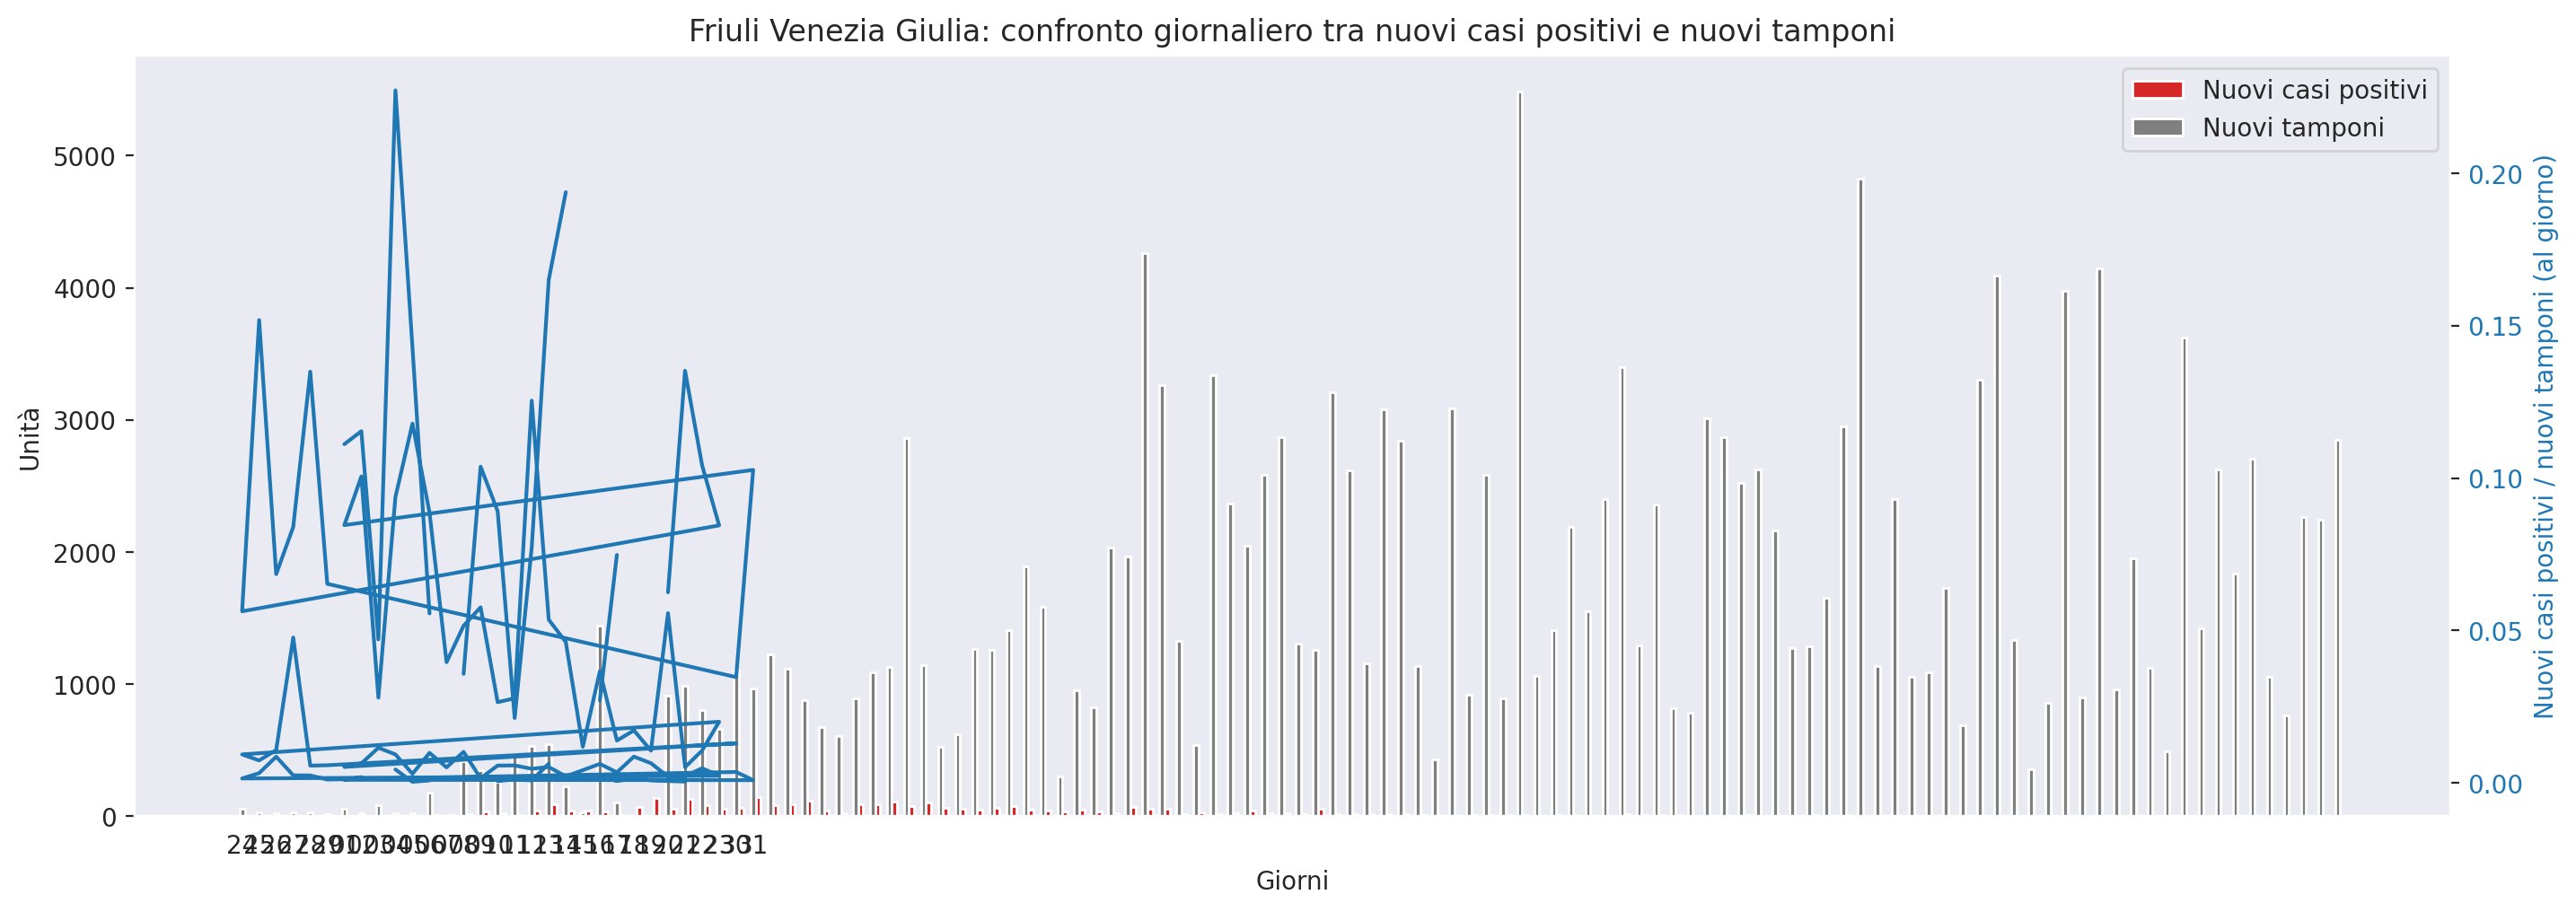 Friuli Venezia Giulia: confronto giornaliero tra nuovi casi positivi e nuovi tamponi
Nuovi casi positivi
Nuovi tamponi
Unità
5000
4000
3000
2000
1000
0
0.20
0.15
0.10
0.05
0.00
Nuovi casi positivi / nuovi tamponi (al giorno)
Giorni